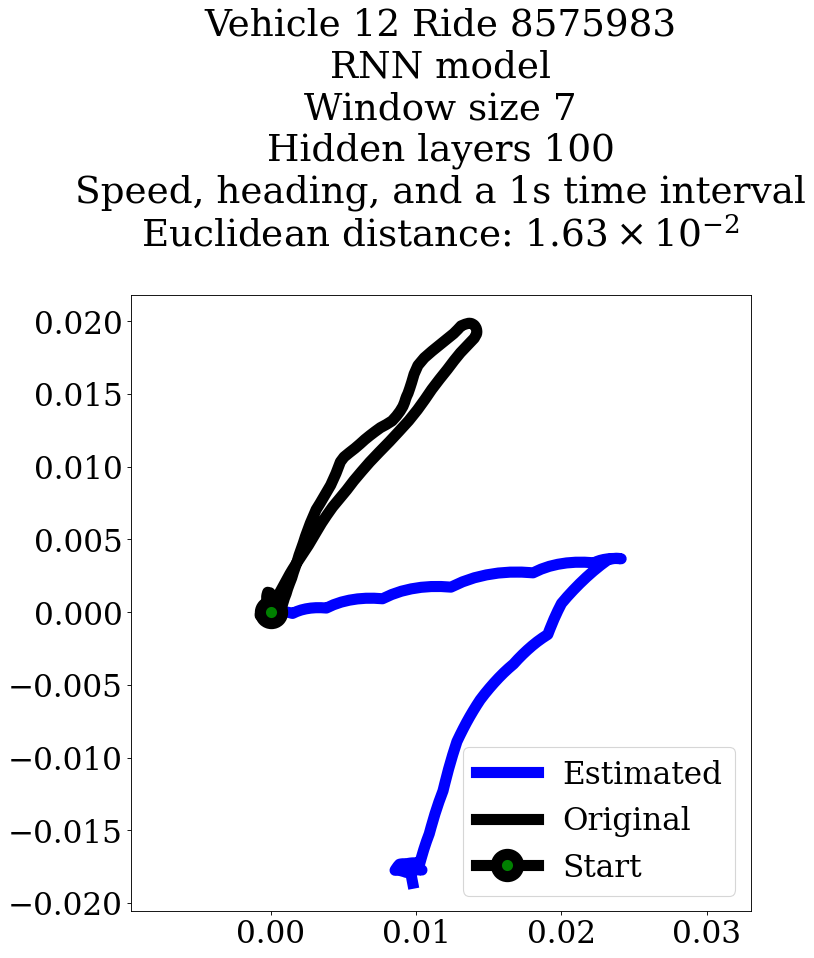 Vehicle 12 Ride 8575983
RNN model
Window size 7
Hidden layers 100
Speed, heading, and a 1s time interval
Euclidean distance: 1.63 × 10⁻²
0.020
0.015
0.010
0.005
0.000
−0.005
−0.010
−0.015
−0.020
0.00 0.01 0.02 0.03
Estimated
Original
Start